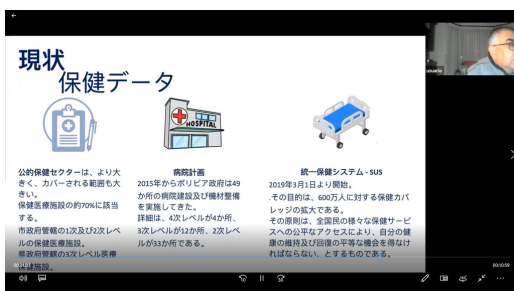 現状
保健データ
HOSPITAL
公的保健セクターは、より大
きく、カバーされる範囲も大
きい。
保健医療施設の約70%に該当
する。
市政府管轄の1次及び2次レベ
ルの保健医療施設。
県政府管轄の3次レベル医療
保健施設。
病院計画
2015年からボリビア政府は49
か所の病院建設及び機材整備
を実施してきた。
詳細は、4次レベルが4か所、
3次レベルが12か所、2次レベ
ルが33か所である。
統一保健システム - SUS
2019年3月1日より開始。
.その目的は、600万人に対する保健カバ
レッジの拡大である。
その原則は、全国民の様々な保健サービ
スへの公平なアクセスにより、自分の健
康の維持及び回復の平等な機会を得なけ
ればならない、とするものである。
usuario
00:10:59